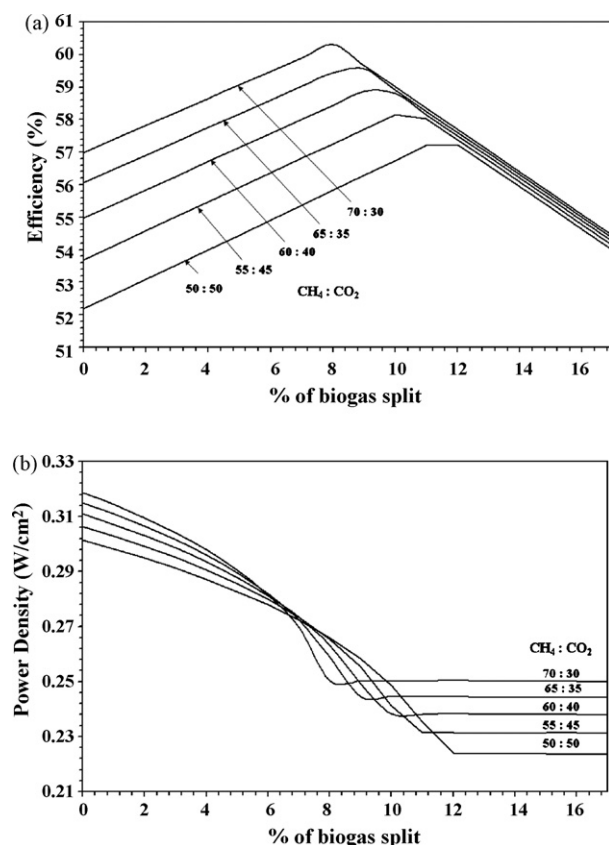 (a)
61
60
59
58
57
56
55
54
53
52
51
Efficiency (%)
70 : 30
65 : 35
60 : 40
55 : 45
50 : 50
CH₄ : CO₂
0 2 4 6 8 10 12 14 16
% of biogas split
(b)
0.33
0.31
0.29
0.27
0.25
0.23
0.21
Power Density (W/cm²)
CH₄ : CO₂
70 : 30
65 : 35
60 : 40
55 : 45
50 : 50
0 2 4 6 8 10 12 14 16
% of biogas split